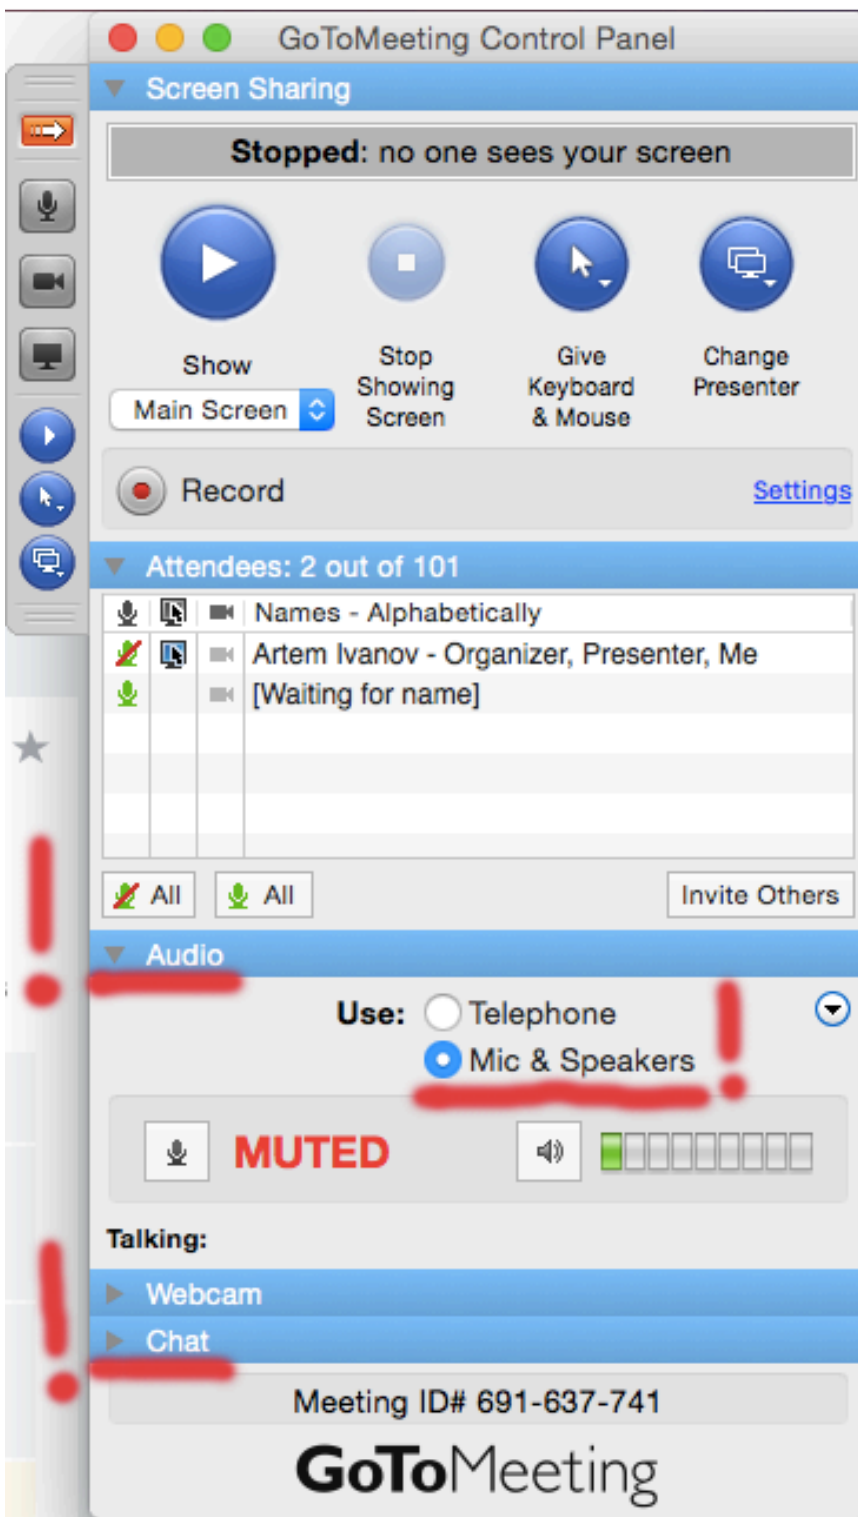 GoToMeeting Control Panel
Screen Sharing
Stopped: no one sees your screen
Show
Main Screen
Stop
Showing
Screen
Give
Keyboard
& Mouse
Change
Presenter
Record
Settings
Attendees: 2 out of 101
Names - Alphabetically
Artem Ivanov - Organizer, Presenter, Me
[Waiting for name]
All
All
Invite Others
!
Audio
Use:
Telephone
Mic & Speakers
!
MUTED
Talking:
Webcam
!
Chat
Meeting ID# 691-637-741
GoToMeeting